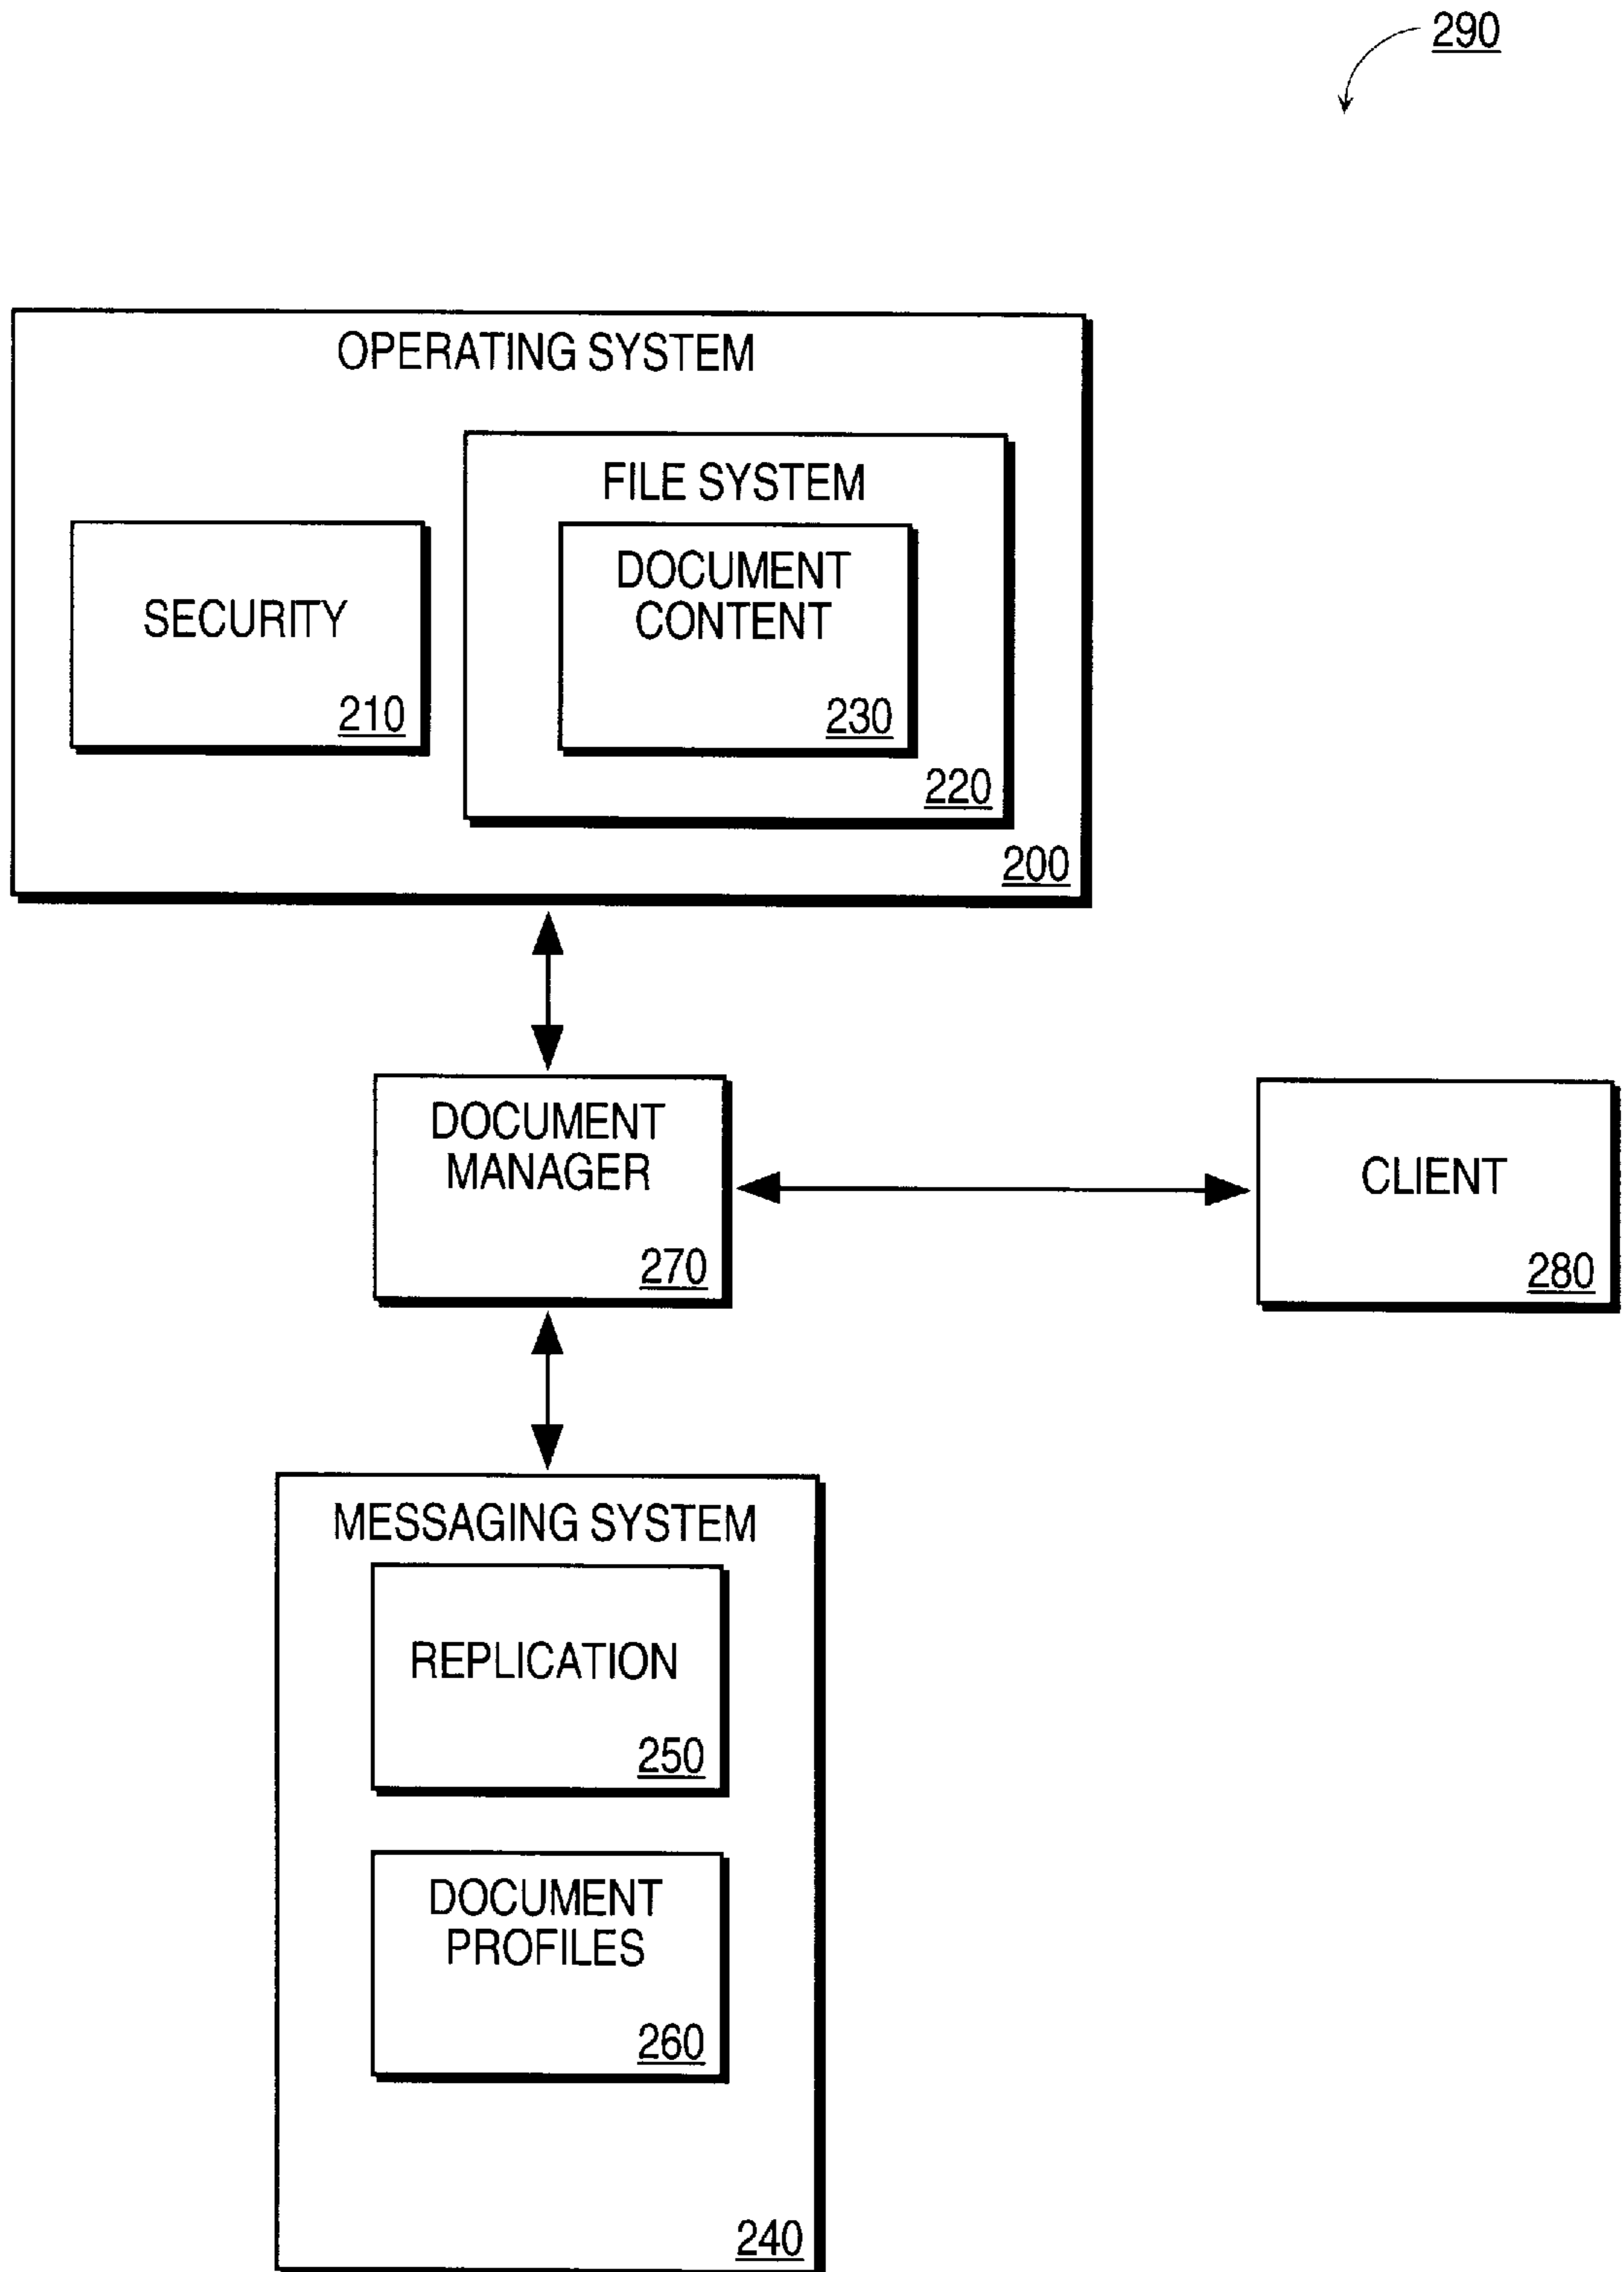 290
OPERATING SYSTEM
FILE SYSTEM
DOCUMENT
CONTENT
SECURITY
210
230
220
200
DOCUMENT
MANAGER
270
CLIENT
280
MESSAGING SYSTEM
REPLICATION
250
DOCUMENT
PROFILES
260
240